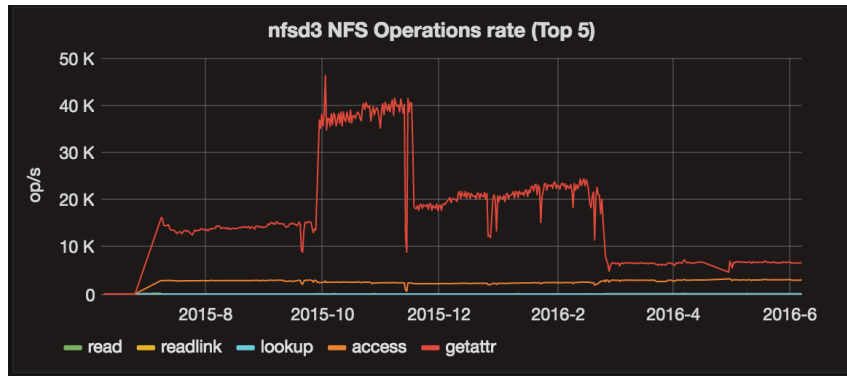 nfsd3 NFS Operations rate (Top 5)
50 K
40 K
30 K
20 K
10 K
0
op/s
2015-8 2015-10 2015-12 2016-2 2016-4 2016-6
read readlink lookup access getattr